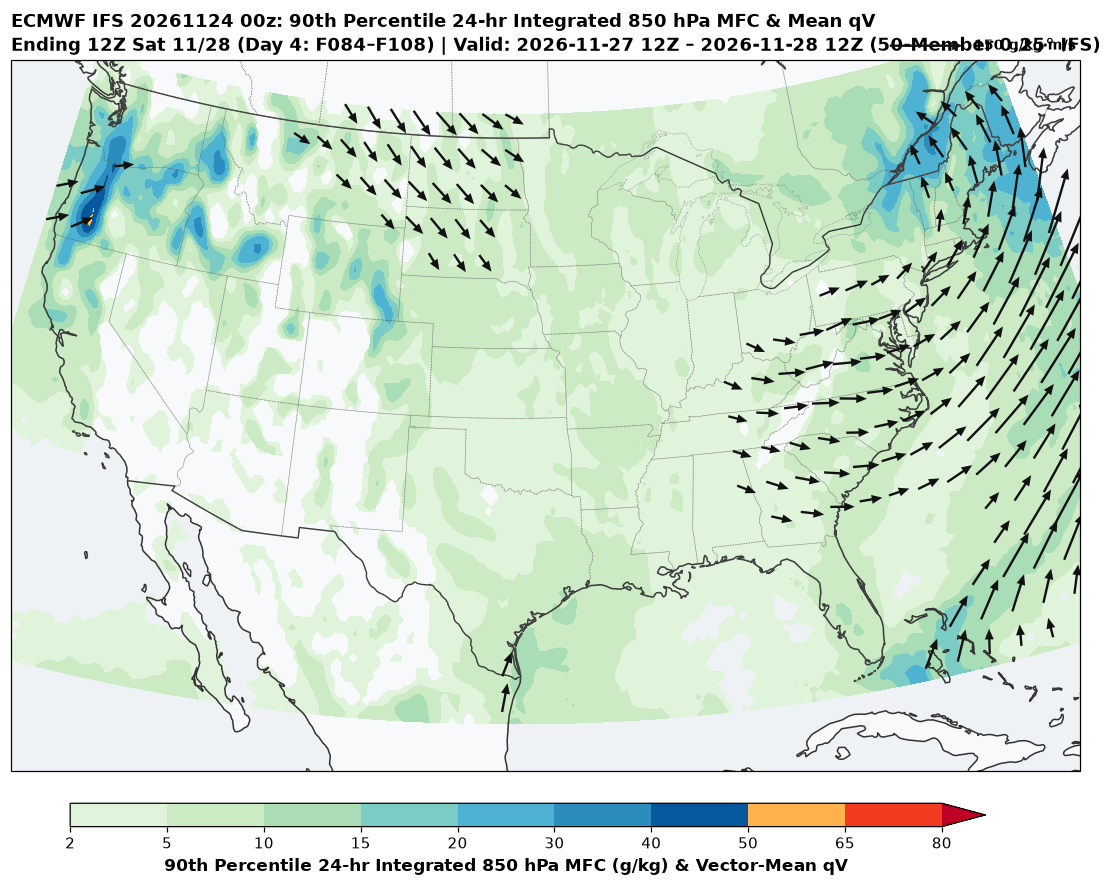 ECMWF IFS 20261124 00z: 90th Percentile 24-hr Integrated 850 hPa MFC & Mean qV
Ending 12Z Sat 11/28 (Day 4: F084–F108) | Valid: 2026-11-27 12Z – 2026-11-28 12Z (50-Member 0.25° IFS)
2 5 10 15 20 30 40 50 65 80
90th Percentile 24-hr Integrated 850 hPa MFC (g/kg) & Vector-Mean qV